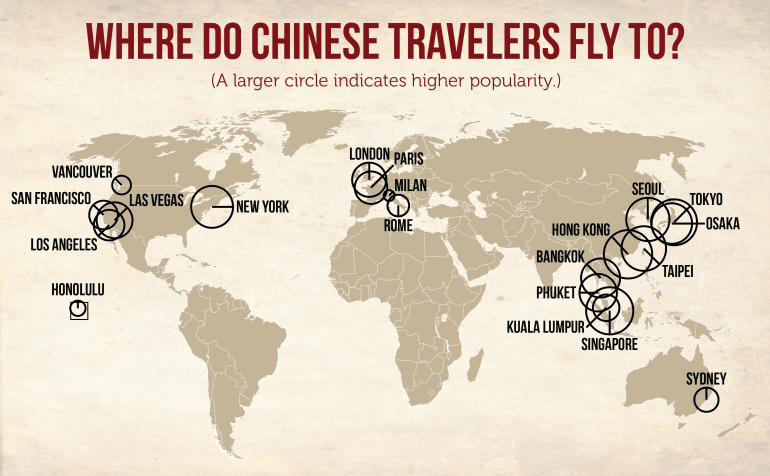 WHERE DO CHINESE TRAVELERS FLY TO?
(A larger circle indicates higher popularity.)
LONDON
PARIS
VANCOUVER
MILAN
SEOUL
SAN FRANCISCO
LAS VEGAS
TOKYO
NEW YORK
ROME
OSAKA
HONG KONG
LOS ANGELES
BANGKOK
TAIPEI
HONOLULU
PHUKET
KUALA LUMPUR
SINGAPORE
SYDNEY